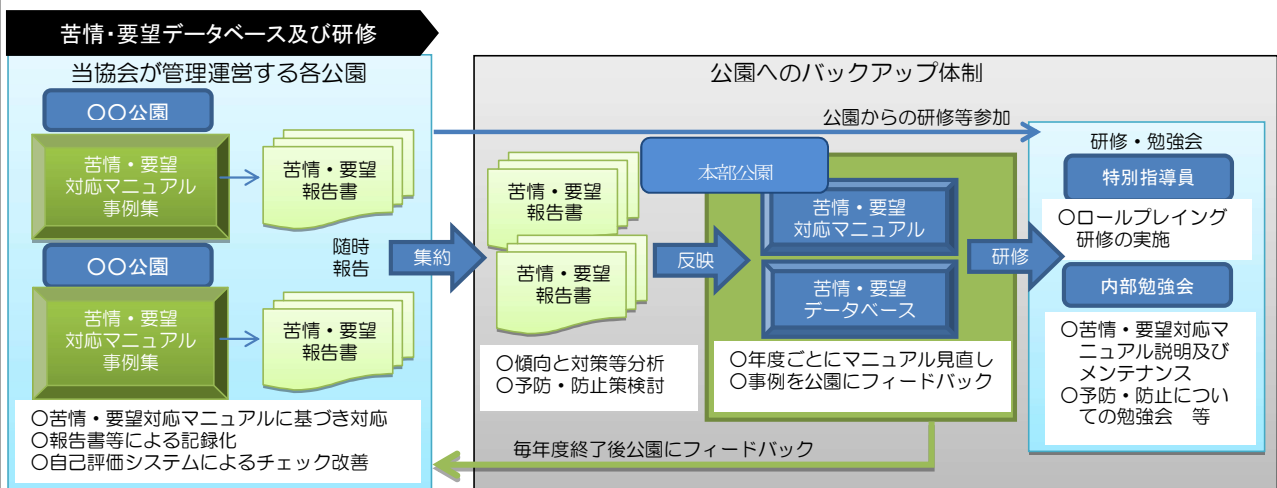 苦情・要望データベース及び研修
当協会が管理運営する各公園
〇〇公園
苦情・要望
対応マニュアル
事例集
苦情・要望
報告書
〇〇公園
苦情・要望
対応マニュアル
事例集
苦情・要望
報告書
随時
報告
〇苦情・要望対応マニュアルに基づき対応
〇報告書等による記録化
〇自己評価システムによるチェック改善
集約
公園へのバックアップ体制
公園からの研修等参加
苦情・要望
報告書
苦情・要望
報告書
〇傾向と対策等分析
〇予防・防止策検討
反映
本部公園
苦情・要望
対応マニュアル
苦情・要望
データベース
〇年度ごとにマニュアル見直し
〇事例を公園にフィードバック
研修
研修・勉強会
特別指導員
〇ロールプレイング
研修の実施
内部勉強会
〇苦情・要望対応マ
ニュアル説明及び
メンテナンス
〇予防・防止につい
ての勉強会　等
毎年度終了後公園にフィードバック